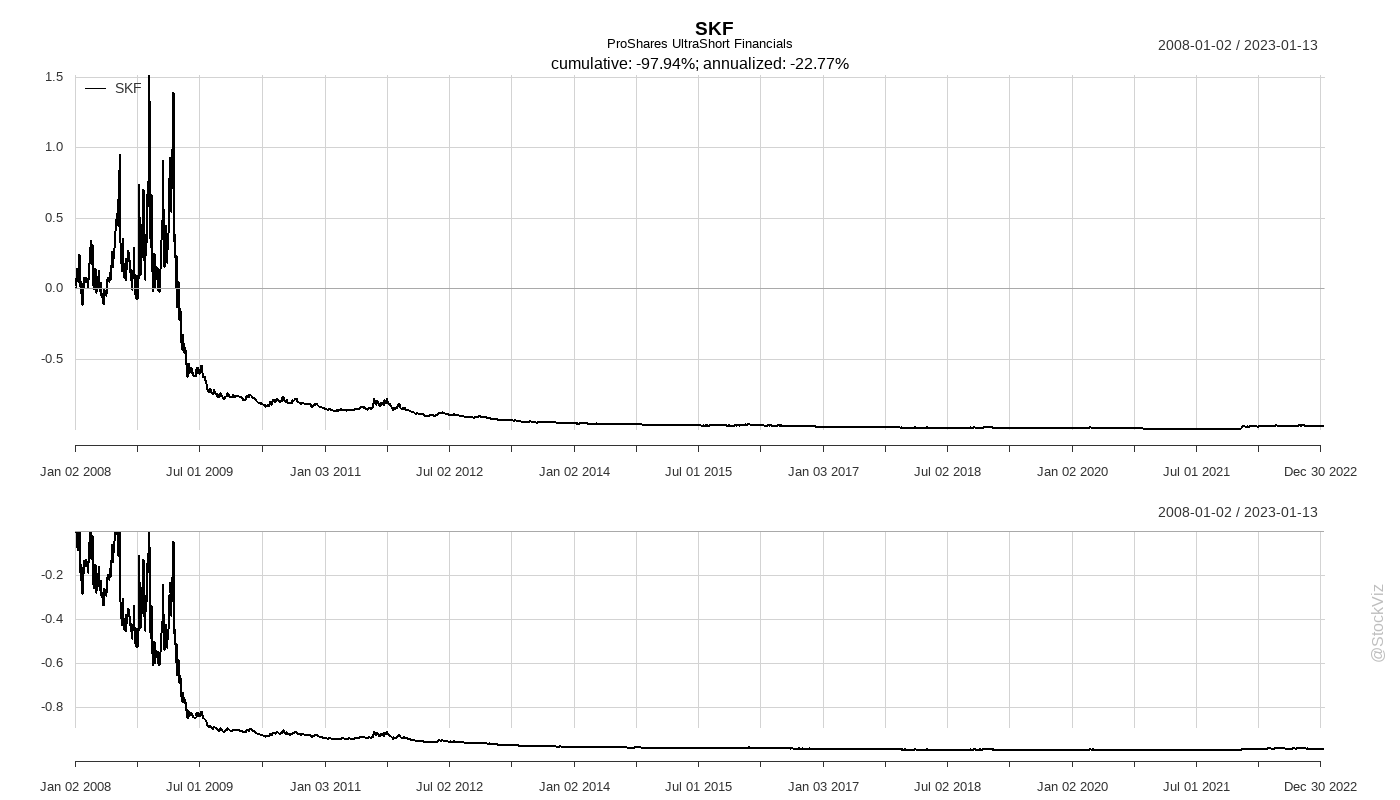 SKF
ProShares UltraShort Financials
2008-01-02 / 2023-01-13
cumulative: -97.94%; annualized: -22.77%
1.5
SKF
1.0
0.5
0.0
-0.5
Jan 02 2008 Jul 01 2009 Jan 03 2011 Jul 02 2012 Jan 02 2014 Jul 01 2015 Jan 03 2017 Jul 02 2018 Jan 02 2020 Jul 01 2021 Dec 30 2022
2008-01-02 / 2023-01-13
-0.2
-0.4
-0.6
-0.8
@StockViz
Jan 02 2008 Jul 01 2009 Jan 03 2011 Jul 02 2012 Jan 02 2014 Jul 01 2015 Jan 03 2017 Jul 02 2018 Jan 02 2020 Jul 01 2021 Dec 30 2022